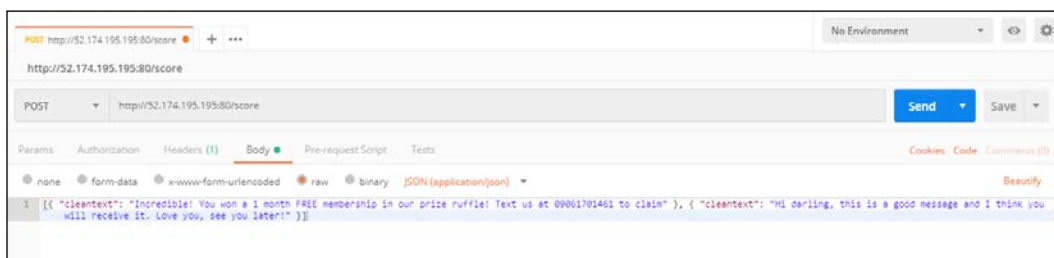 POST http://52.174.195.195:80/score + •••
No Environment
http://52.174.195.195:80/score
POST http://52.174.195.195:80/score Send Save
Params Authorization Headers (1) Body Pre-request Script Tests Cookies Code Comments (0)
none form-data x-www-form-urlencoded raw binary JSON (application/json) Beautify
1 [{ "cleantext": "Incredible! You won a 1 month FREE membership in our prize ruffle! Text us at 09061701461 to claim" }, { "cleantext": "Hi darling, this is a good message and I think you
will receive it. Love you, see you later!" }]